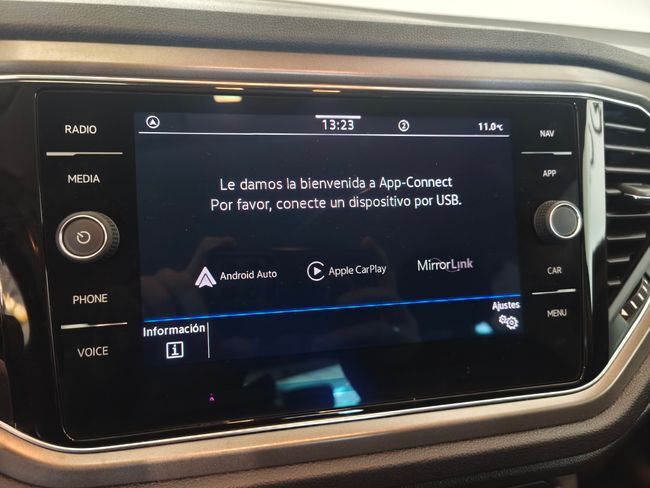 RADIO
MEDIA
PHONE
VOICE
13:23
2
11.0°C
Le damos la bienvenida a App-Connect
Por favor, conecte un dispositivo por USB.
Android Auto
Apple CarPlay
MirrorLink
Información
i
Ajustes
NAV
APP
CAR
MENU